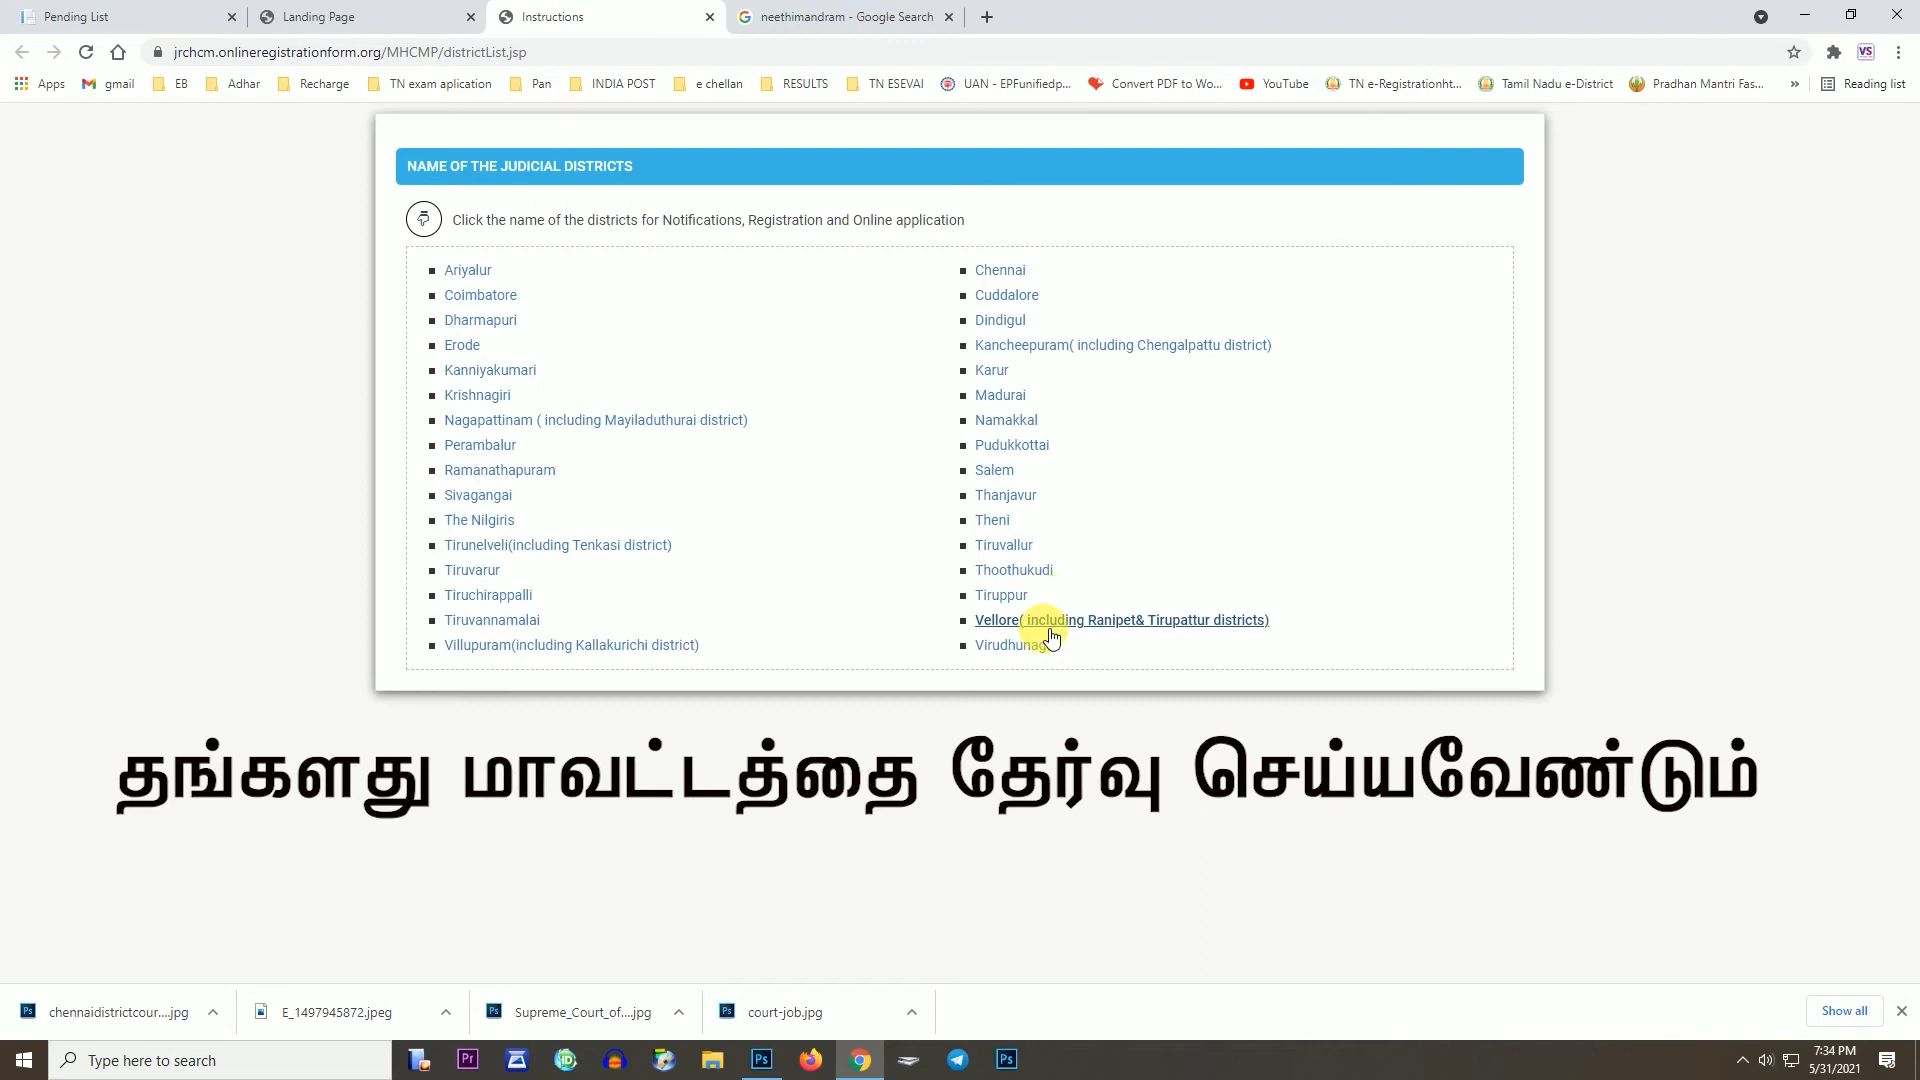 Pending List
Landing Page
Instructions
neethimandram - Google Search
jrchcm.onlineregistrationform.org/MHCMP/districtList.jsp
Apps gmail EB Adhar Recharge TN exam aplication Pan INDIA POST e chellan RESULTS TN ESEVAI UAN - EPFunifiedp... Convert PDF to Wo... YouTube TN e-Registrationht... Tamil Nadu e-District Pradhan Mantri Fas... » Reading list
NAME OF THE JUDICIAL DISTRICTS
Click the name of the districts for Notifications, Registration and Online application
Ariyalur Chennai
Coimbatore Cuddalore
Dharmapuri Dindigul
Erode Kancheepuram( including Chengalpattu district)
Kanniyakumari Karur
Krishnagiri Madurai
Nagapattinam ( including Mayiladuthurai district) Namakkal
Perambalur Pudukkottai
Ramanathapuram Salem
Sivagangai Thanjavur
The Nilgiris Theni
Tirunelveli(including Tenkasi district) Tiruvallur
Tiruvarur Thoothukudi
Tiruchirappalli Tiruppur
Tiruvannamalai Vellore( including Ranipet& Tirupattur districts)
Villupuram(including Kallakurichi district)
தங்களது மாவட்டத்தை தேர்வு செய்யவேண்டும்
chennaidistrictcour....jpg E_1497945872.jpeg Supreme_Court_of....jpg court-job.jpg Show all
Type here to search
7:34 PM
5/31/2021